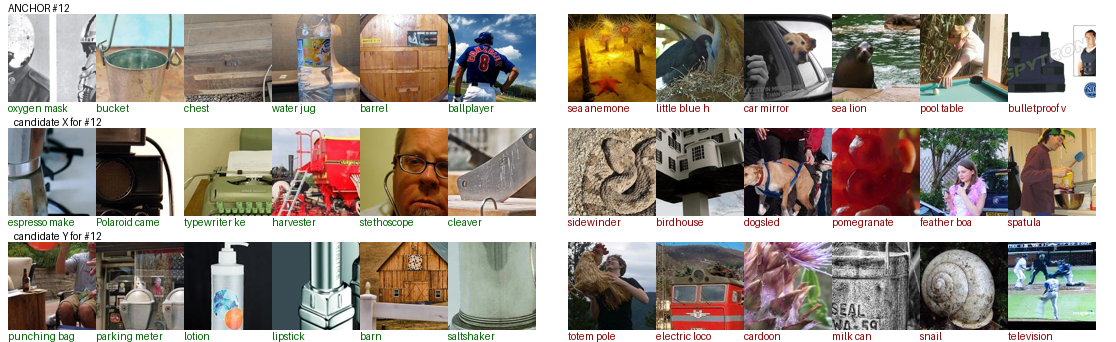 ANCHOR #12
oxygen mask bucket chest water jug barrel ballplayer sea anemone little blue h car mirror sea lion pool table bulletproof v
candidate X for #12
espresso make Polaroid came typewriter ke harvester stethoscope cleaver sidewinder birdhouse dogsled pomegranate feather boa spatula
candidate Y for #12
SEAL
WA-59
punching bag parking meter lotion lipstick barn saltshaker totem pole electric loco cardoon milk can snail television